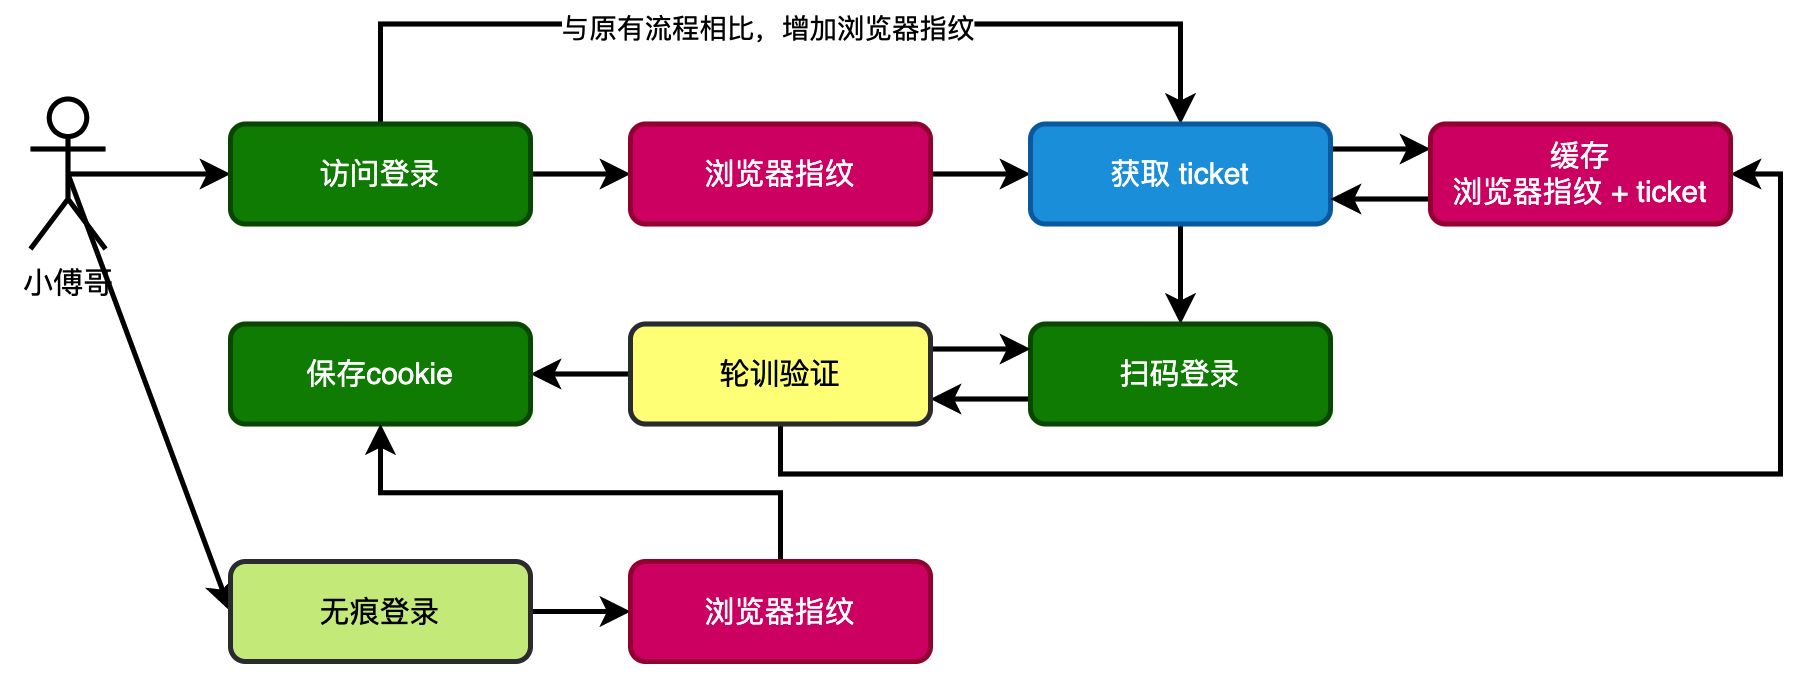 与原有流程相比，增加浏览器指纹
小傅哥
访问登录
浏览器指纹
获取 ticket
缓存
浏览器指纹 + ticket
保存cookie
轮训验证
扫码登录
无痕登录
浏览器指纹